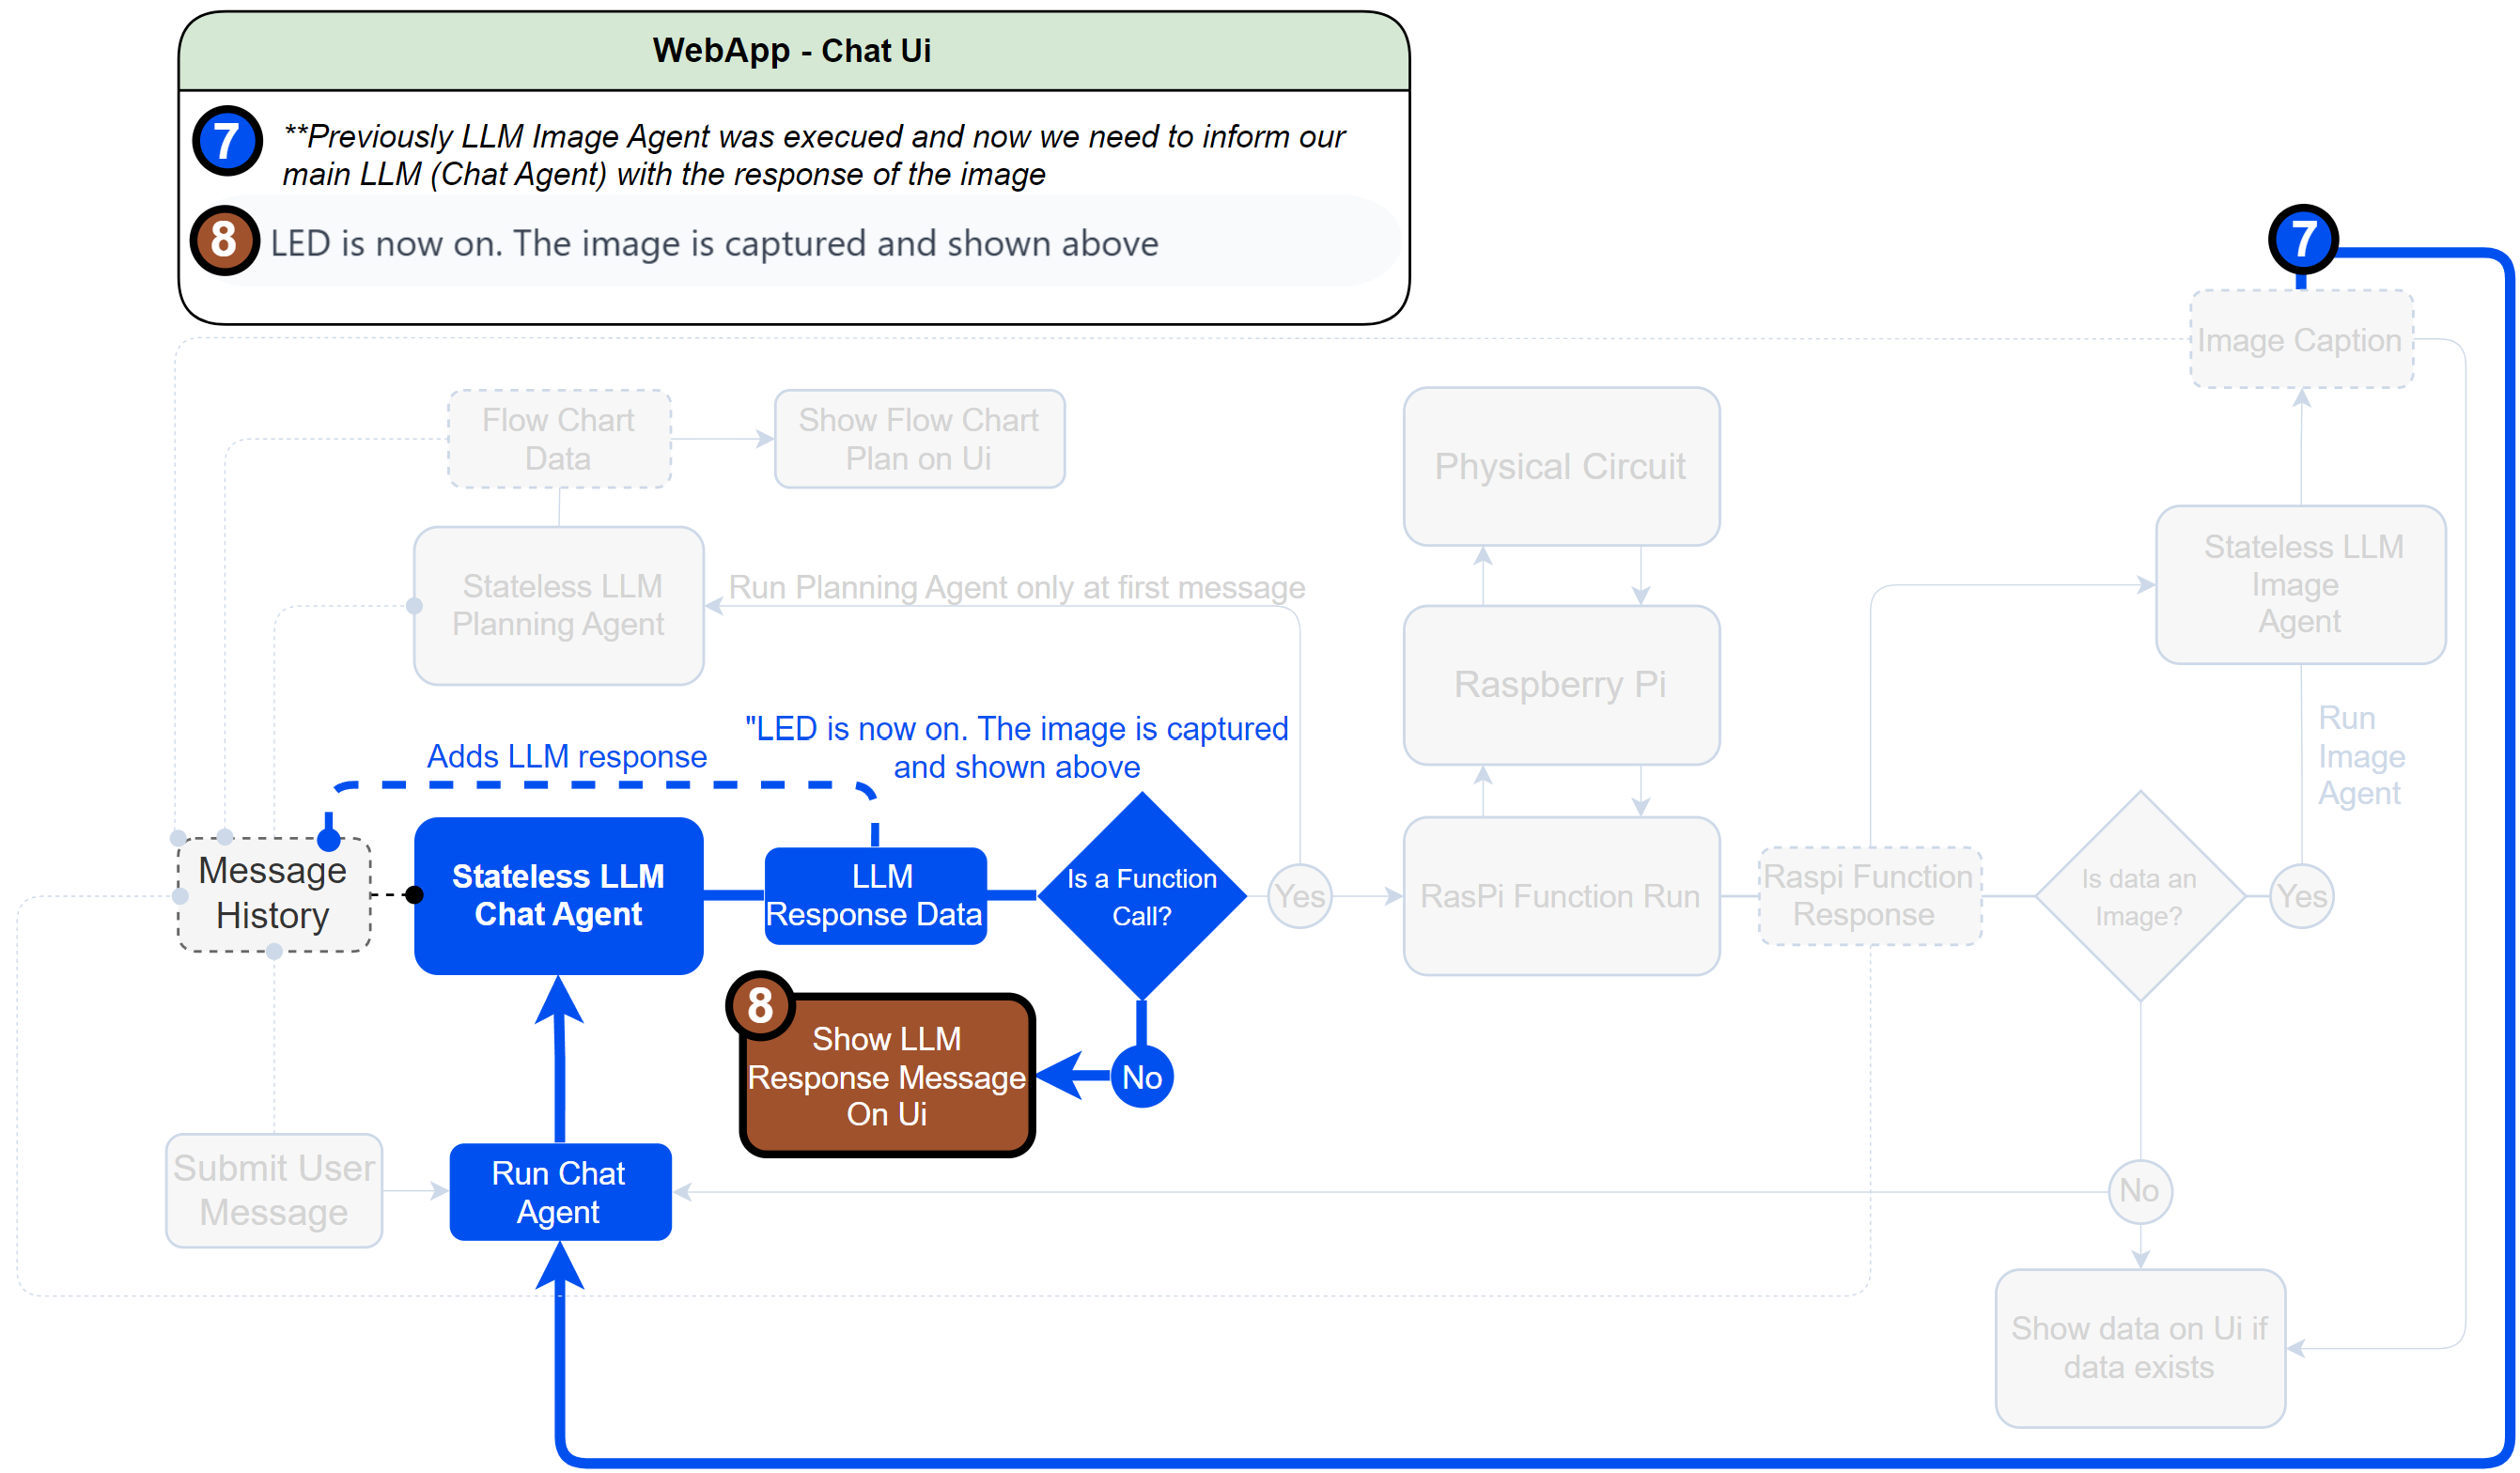 WebApp - Chat Ui
7
**Previously LLM Image Agent was execued and now we need to inform our
main LLM (Chat Agent) with the response of the image
8
LED is now on. The image is captured and shown above
7
Image Caption
Flow Chart
Data
Show Flow Chart
Plan on Ui
Physical Circuit
Stateless LLM
Image
Agent
Stateless LLM
Planning Agent
Run Planning Agent only at first message
Raspberry Pi
Run
Image
Agent
Adds LLM response
"LED is now on. The image is captured
and shown above
Message
History
Stateless LLM
Chat Agent
LLM
Response Data
Is a Function
Call?
Yes
RasPi Function Run
Raspi Function
Response
Is data an
Image?
Yes
8
Show LLM
Response Message
On Ui
No
Submit User
Message
Run Chat
Agent
No
Show data on Ui if
data exists